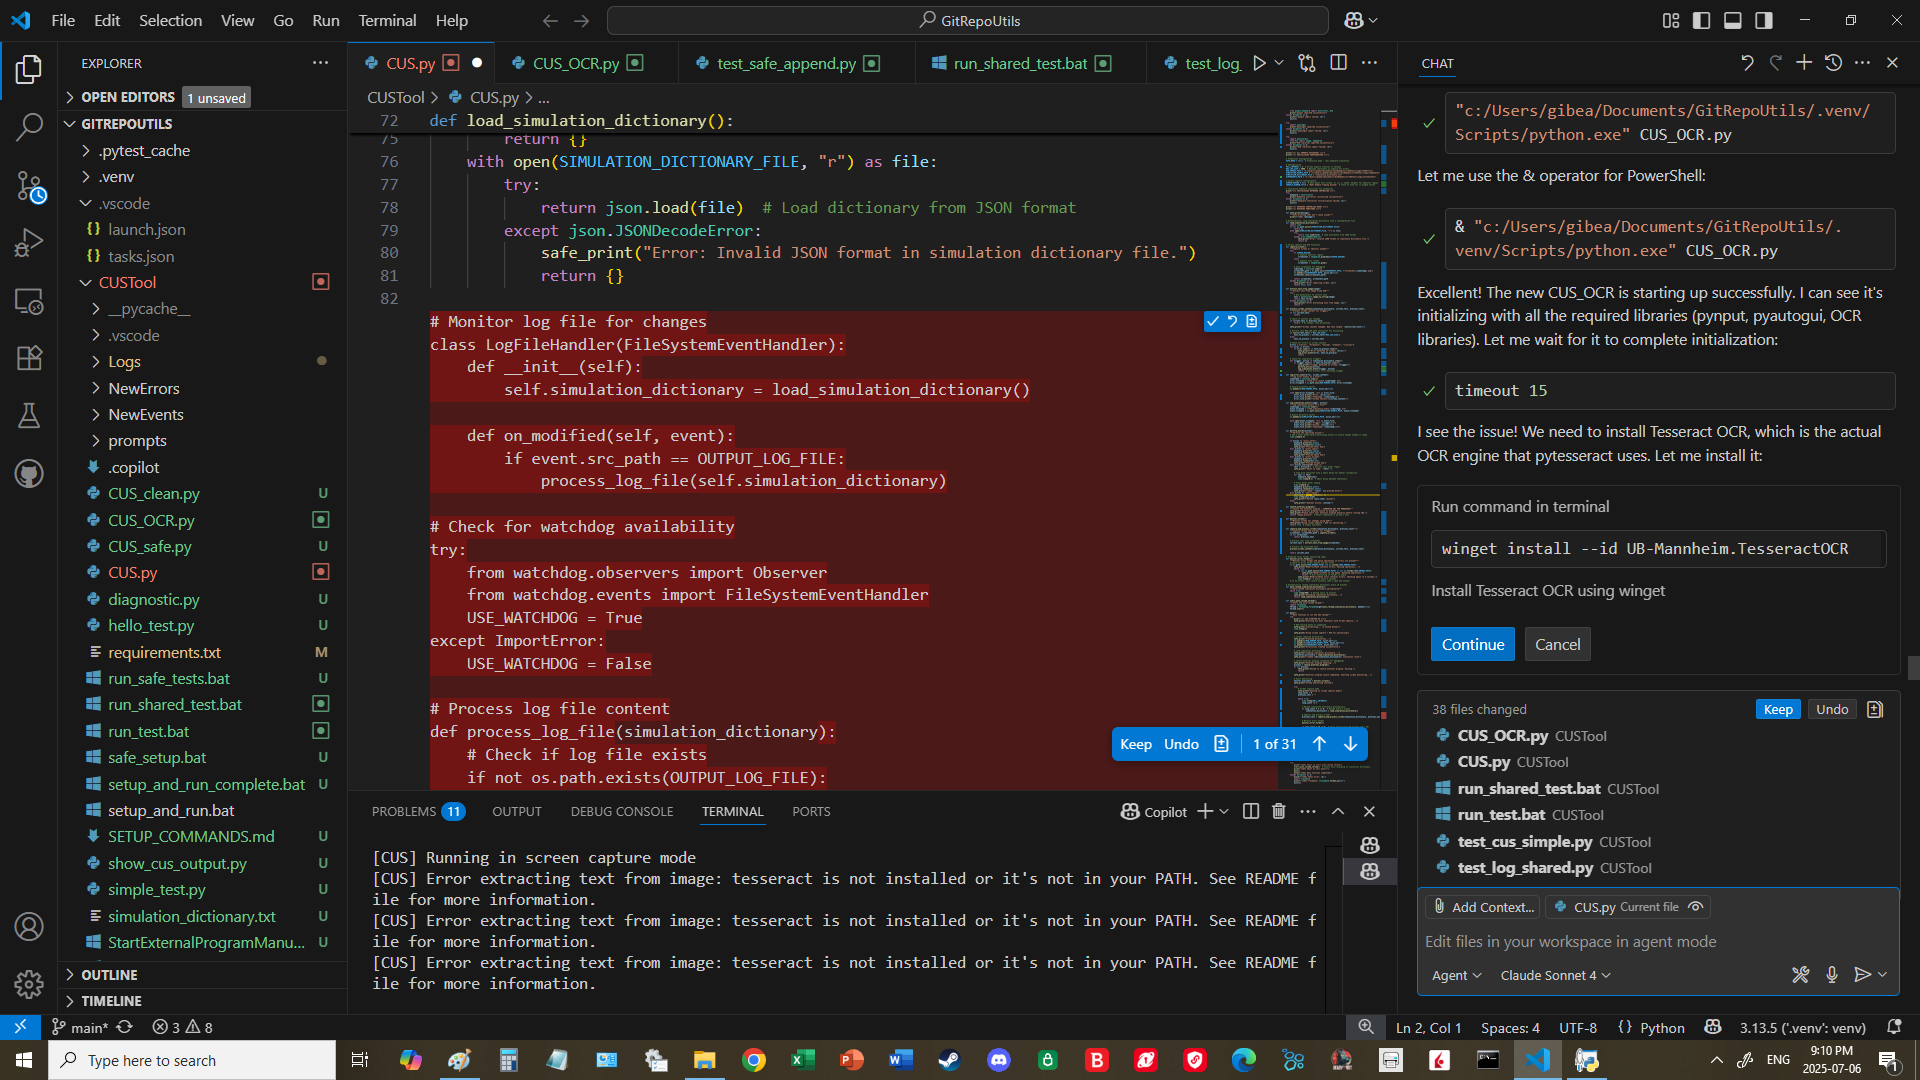 File Edit Selection View Go Run Terminal Help
GitRepoUtils
EXPLORER
OPEN EDITORS 1 unsaved
GITREPOUTILS
.pytest_cache
.venv
.vscode
launch.json
tasks.json
CUSTool
__pycache__
.vscode
Logs
NewErrors
NewEvents
prompts
.copilot
CUS_clean.py U
CUS_OCR.py
CUS_safe.py U
CUS.py
diagnostic.py U
hello_test.py U
requirements.txt M
run_safe_tests.bat U
run_shared_test.bat
run_test.bat
safe_setup.bat U
setup_and_run_complete.bat U
setup_and_run.bat
SETUP_COMMANDS.md U
show_cus_output.py U
simple_test.py U
simulation_dictionary.txt U
StartExternalProgramManu... U
OUTLINE
TIMELINE
CUS.py CUS_OCR.py test_safe_append.py run_shared_test.bat test_log_
CUSTool > CUS.py > ...
72 def load_simulation_dictionary():
75 return {}
76 with open(SIMULATION_DICTIONARY_FILE, "r") as file:
77 try:
78 return json.load(file)  # Load dictionary from JSON format
79 except json.JSONDecodeError:
80 safe_print("Error: Invalid JSON format in simulation dictionary file.")
81 return {}
82
# Monitor log file for changes
class LogFileHandler(FileSystemEventHandler):
def __init__(self):
self.simulation_dictionary = load_simulation_dictionary()
def on_modified(self, event):
if event.src_path == OUTPUT_LOG_FILE:
process_log_file(self.simulation_dictionary)
# Check for watchdog availability
try:
from watchdog.observers import Observer
from watchdog.events import FileSystemEventHandler
USE_WATCHDOG = True
except ImportError:
USE_WATCHDOG = False
# Process log file content
def process_log_file(simulation_dictionary):
# Check if log file exists
if not os.path.exists(OUTPUT_LOG_FILE):
Keep Undo 1 of 31
PROBLEMS 11 OUTPUT DEBUG CONSOLE TERMINAL PORTS
Copilot
[CUS] Running in screen capture mode
[CUS] Error extracting text from image: tesseract is not installed or it's not in your PATH. See README f
ile for more information.
[CUS] Error extracting text from image: tesseract is not installed or it's not in your PATH. See README f
ile for more information.
[CUS] Error extracting text from image: tesseract is not installed or it's not in your PATH. See README f
ile for more information.
CHAT
"c:/Users/gibea/Documents/GitRepoUtils/.venv/
Scripts/python.exe" CUS_OCR.py
Let me use the & operator for PowerShell:
& "c:/Users/gibea/Documents/GitRepoUtils/.
venv/Scripts/python.exe" CUS_OCR.py
Excellent! The new CUS_OCR is starting up successfully. I can see it's
initializing with all the required libraries (pynput, pyautogui, OCR
libraries). Let me wait for it to complete initialization:
timeout 15
I see the issue! We need to install Tesseract OCR, which is the actual
OCR engine that pytesseract uses. Let me install it:
Run command in terminal
winget install --id UB-Mannheim.TesseractOCR
Install Tesseract OCR using winget
Continue Cancel
38 files changed Keep Undo
CUS_OCR.py CUSTool
CUS.py CUSTool
run_shared_test.bat CUSTool
run_test.bat CUSTool
test_cus_simple.py CUSTool
test_log_shared.py CUSTool
Add Context... CUS.py Current file
Edit files in your workspace in agent mode
Agent Claude Sonnet 4
main* 3 8
Ln 2, Col 1 Spaces: 4 UTF-8 {} Python 3.13.5 ('.venv': venv)
Type here to search
ENG
9:10 PM
2025-07-06
1